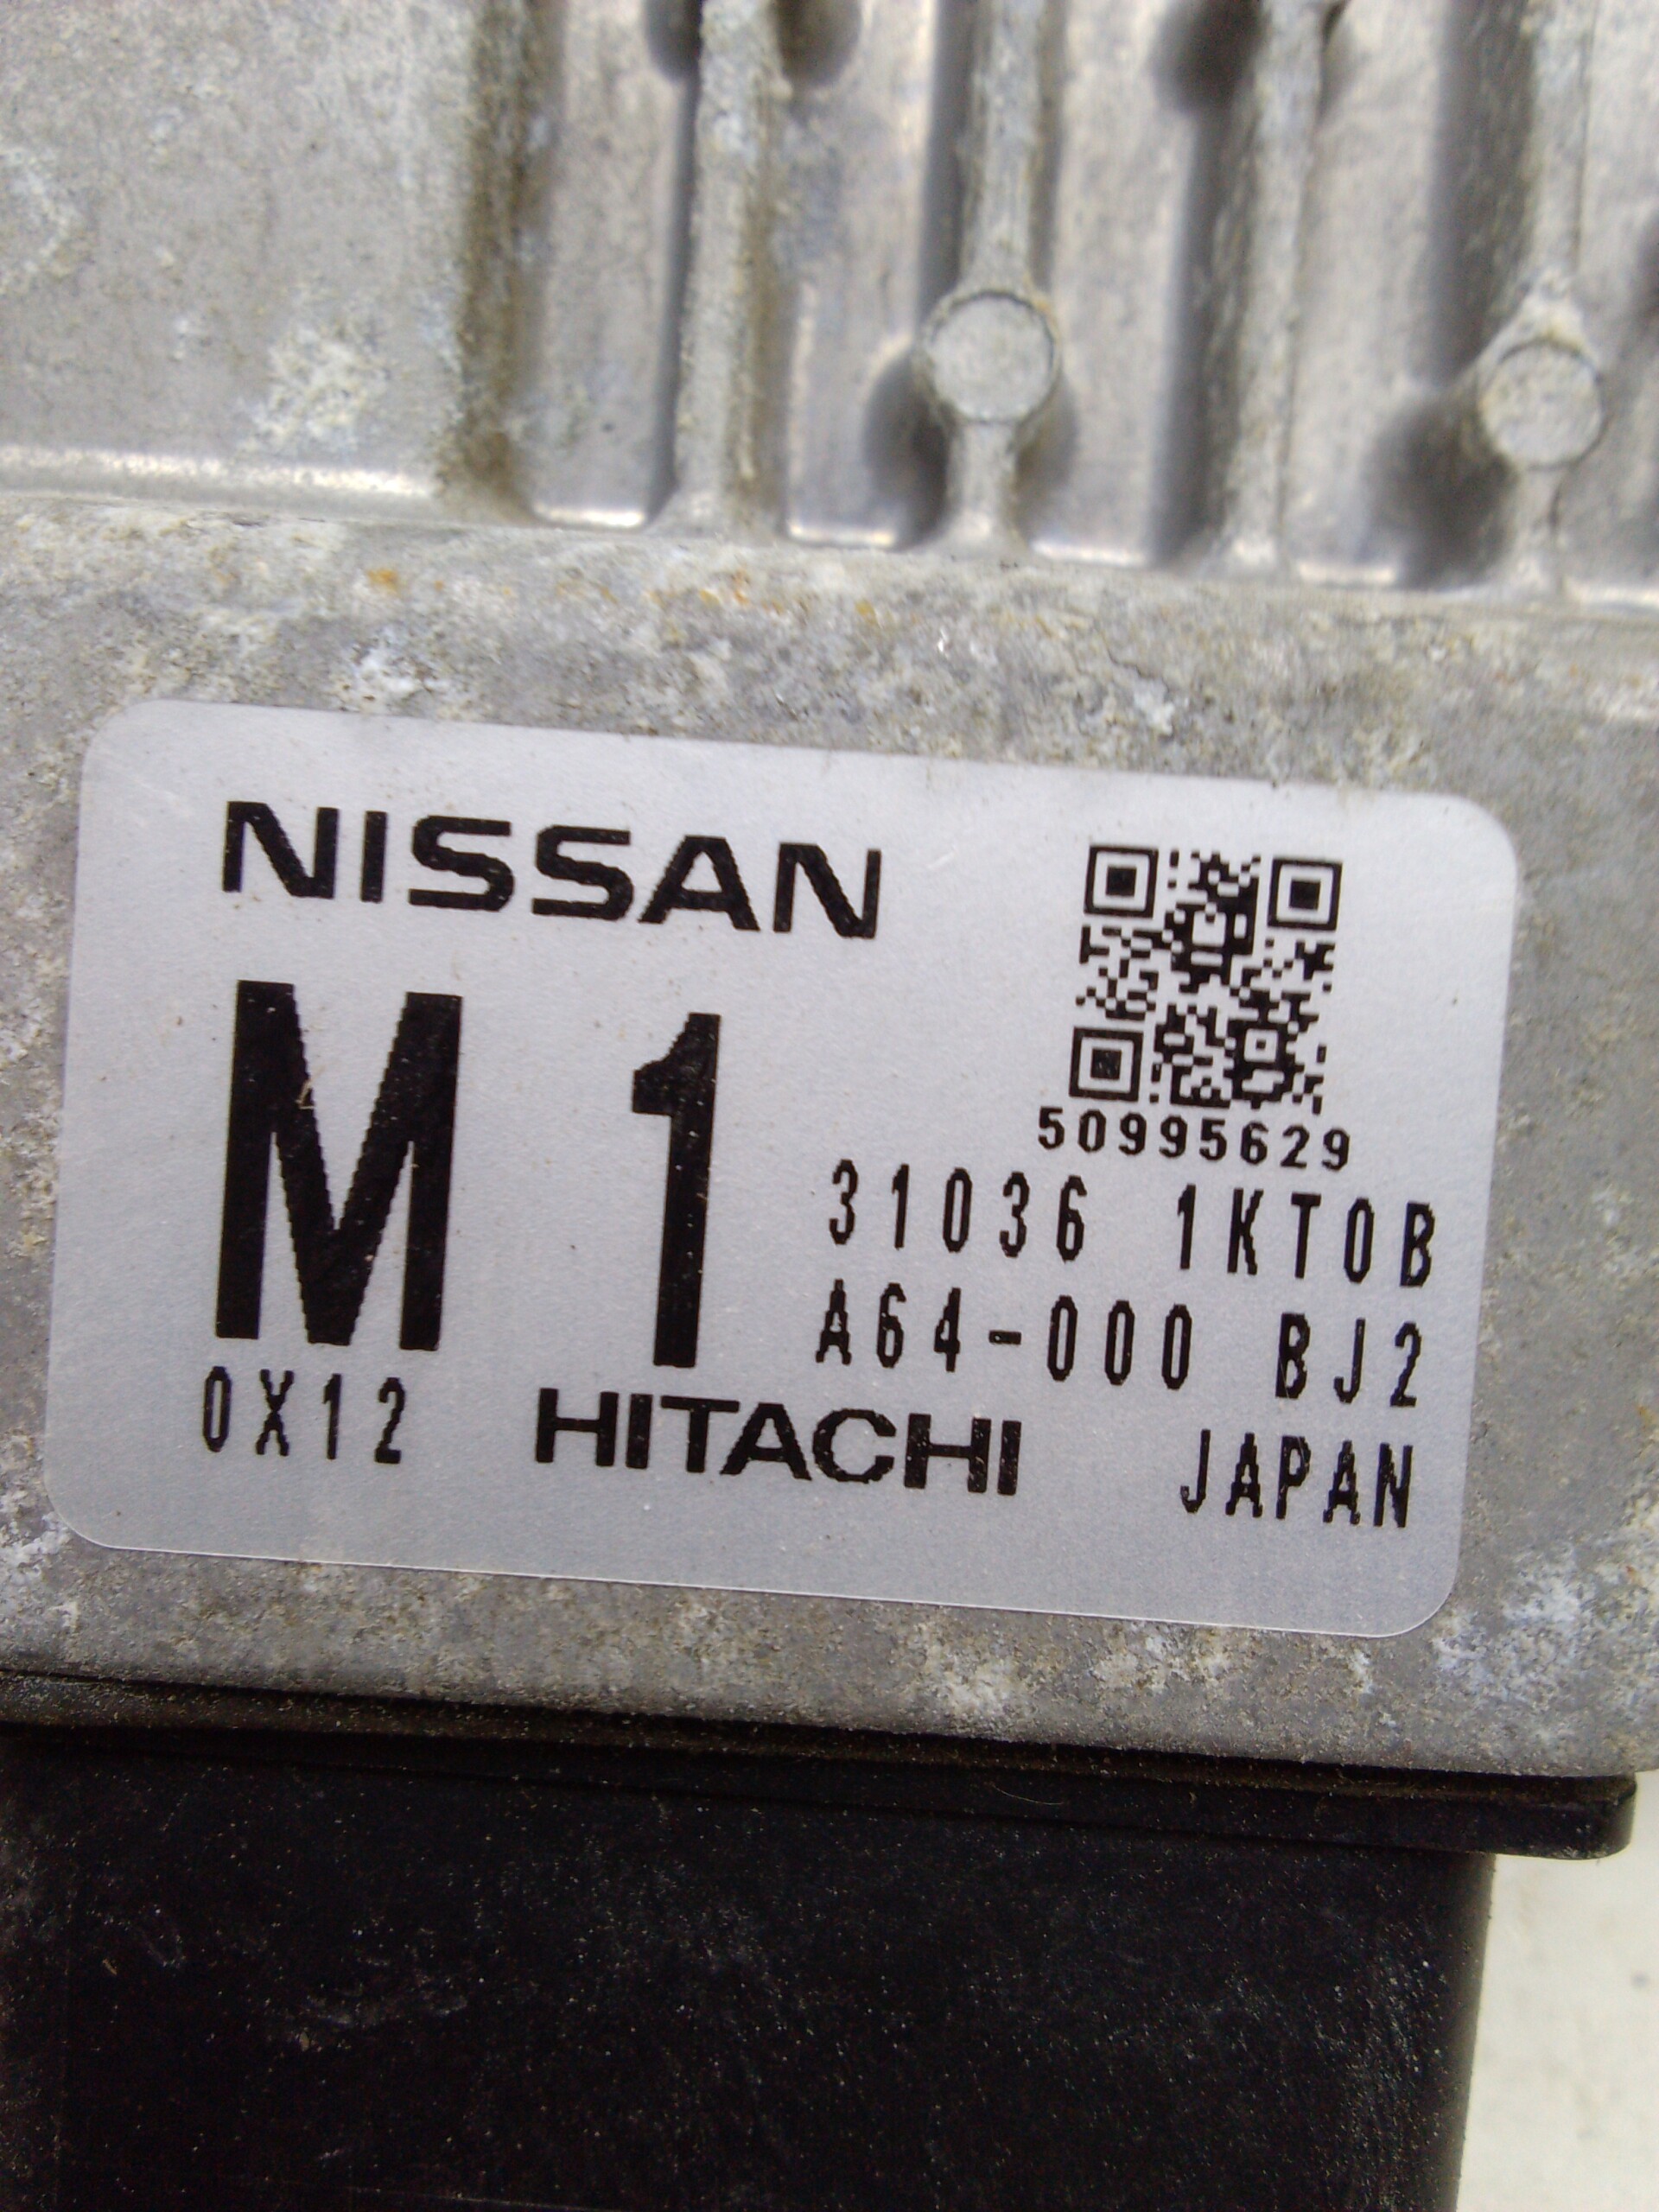 NISSAN
50995629
M 1
31036 1KT0B
A64-000 BJ2
0X12 HITACHI JAPAN